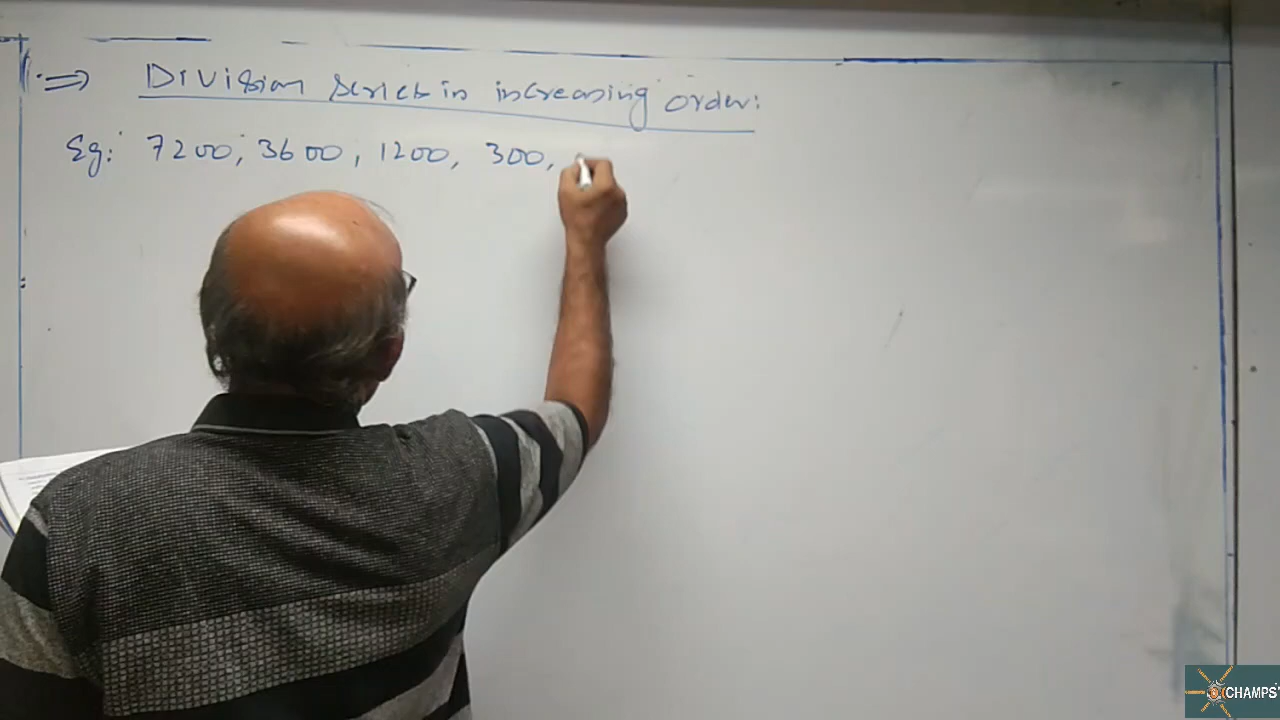 ⇒ Division series in increasing order:
Eg: 7200, 3600, 1200, 300,
CHAMPS